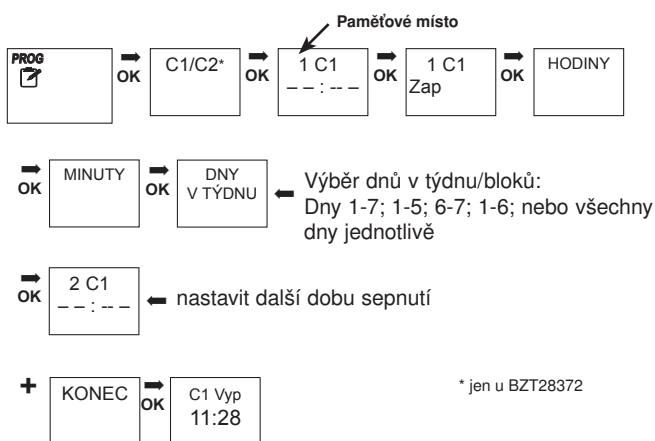 Paměťové místo
PROG
OK
C1/C2*
OK
1 C1
– – : -- –
OK
1 C1
Zap
OK
HODINY
OK
MINUTY
OK
DNY
V TÝDNU
Výběr dnů v týdnu/bloků:
Dny 1-7; 1-5; 6-7; 1-6; nebo všechny
dny jednotlivě
OK
2 C1
– – : -- –
nastavit další dobu sepnutí
+
KONEC
OK
C1 Vyp
11:28
* jen u BZT28372